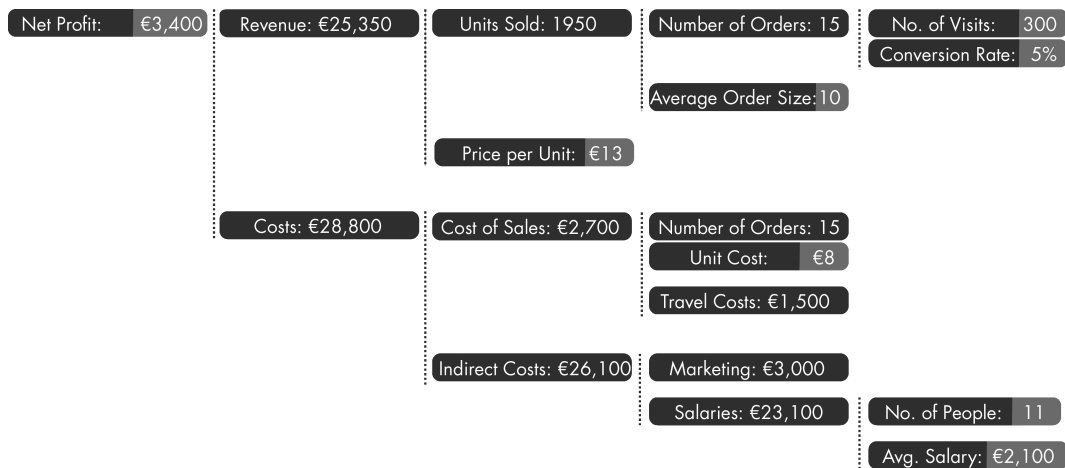 Net Profit: €3,400 Revenue: €25,350 Units Sold: 1950 Number of Orders: 15 No. of Visits: 300
Conversion Rate: 5%
Average Order Size: 10
Price per Unit: €13
Costs: €28,800 Cost of Sales: €2,700 Number of Orders: 15
Unit Cost: €8
Travel Costs: €1,500
Indirect Costs: €26,100 Marketing: €3,000
Salaries: €23,100 No. of People: 11
Avg. Salary: €2,100